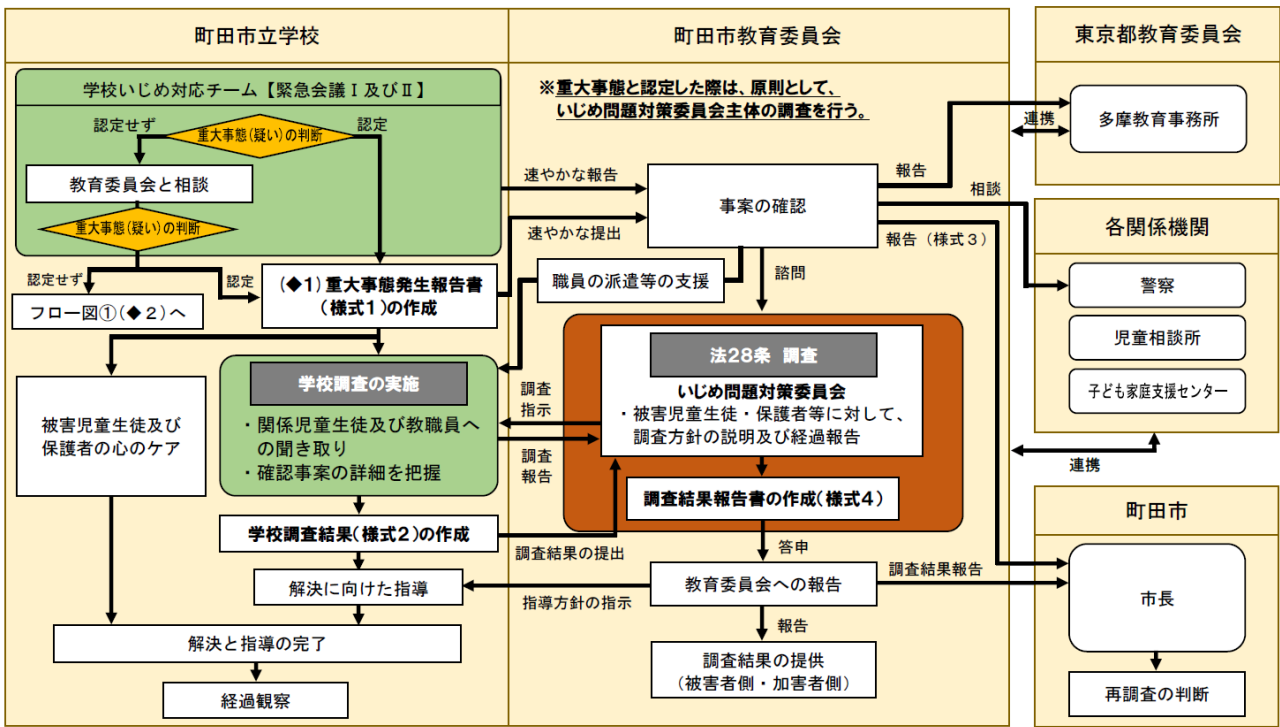 町田市立学校
町田市教育委員会
東京都教育委員会
学校いじめ対応チーム【緊急会議Ⅰ及びⅡ】
認定せず
重大事態(疑い)の判断
認定
教育委員会と相談
重大事態(疑い)の判断
認定せず
認定
フロー図①(◆2)へ
(◆1)重大事態発生報告書
(様式1)の作成
※重大事態と認定した際は、原則として、
いじめ問題対策委員会主体の調査を行う。
速やかな報告
速やかな提出
事案の確認
報告
相談
報告(様式3)
職員の派遣等の支援
諮問
連携
多摩教育事務所
各関係機関
警察
児童相談所
子ども家庭支援センター
連携
被害児童生徒及び
保護者の心のケア
学校調査の実施
・関係児童生徒及び教職員へ
の聞き取り
・確認事案の詳細を把握
調査
指示
調査
報告
法28条 調査
いじめ問題対策委員会
・被害児童生徒・保護者等に対して、
調査方針の説明及び経過報告
調査結果報告書の作成(様式4)
学校調査結果(様式2)の作成
調査結果の提出
答申
解決に向けた指導
指導方針の指示
教育委員会への報告
調査結果報告
報告
解決と指導の完了
調査結果の提供
(被害者側・加害者側)
経過観察
町田市
市長
再調査の判断